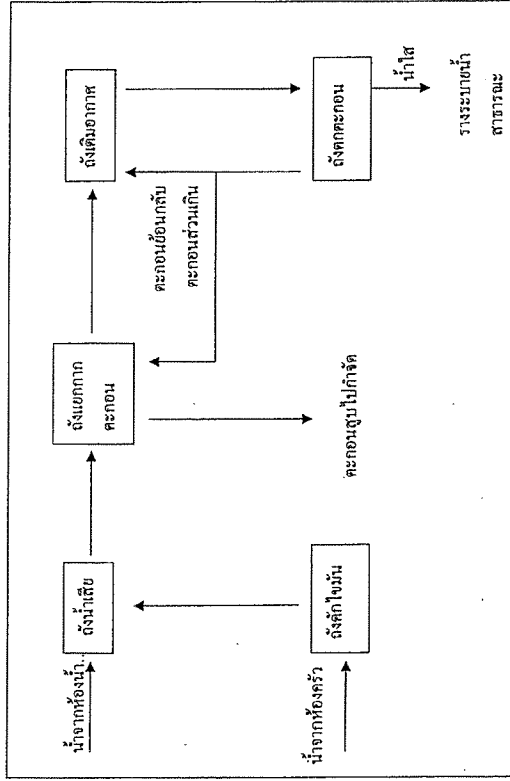 น้ำจากห้องน้ำ..
ถังน้ำเสีย
ถังแยกกาก
ตะกอน
ถังเติมอากาศ
ตะกอนย้อนกลับ
ตะกอนส่วนเกิน
น้ำจากห้องครัว
ถังดักไขมัน
ตะกอนสูบไปกำจัด
ถังตกตะกอน
น้ำใส
รางระบายน้ำ
สาธารณะ